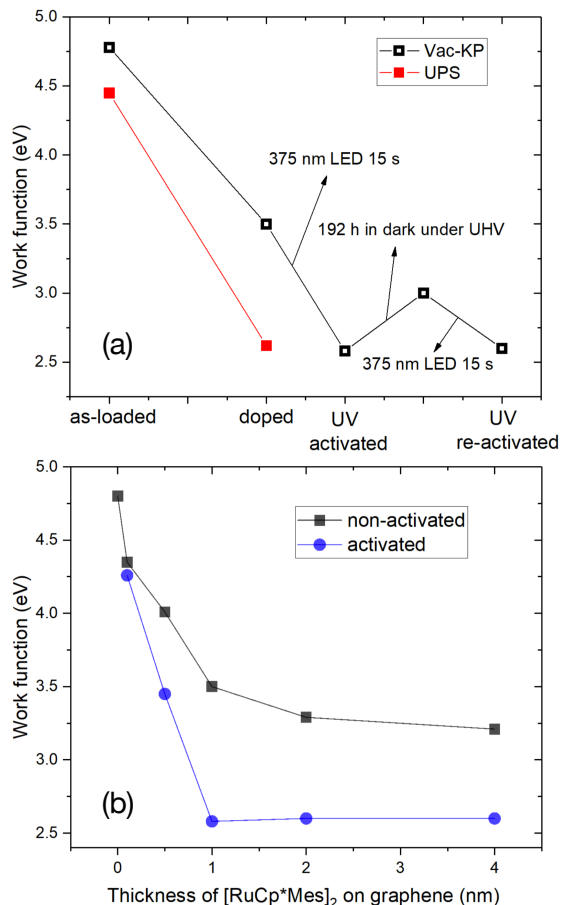 5.0
4.5
4.0
3.5
3.0
2.5
Work function (eV)
Vac-KP
UPS
375 nm LED 15 s
192 h in dark under UHV
375 nm LED 15 s
(a)
as-loaded
doped
UV
activated
UV
re-activated
5.0
4.5
4.0
3.5
3.0
2.5
Work function (eV)
non-activated
activated
(b)
0 1 2 3 4
Thickness of [RuCp*Mes]₂ on graphene (nm)